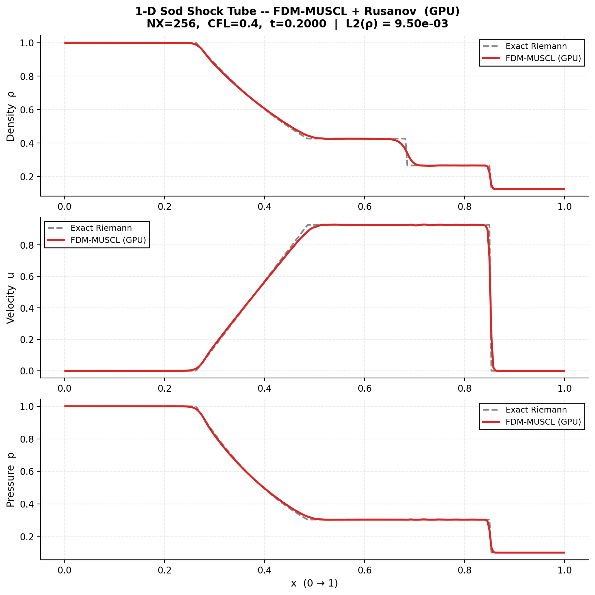 1-D Sod Shock Tube -- FDM-MUSCL + Rusanov (GPU)
NX=256, CFL=0.4, t=0.2000 | L2(ρ) = 9.50e-03
Density ρ
1.0
0.8
0.6
0.4
0.2
Exact Riemann
FDM-MUSCL (GPU)
0.0 0.2 0.4 0.6 0.8 1.0
Velocity u
0.8
0.6
0.4
0.2
0.0
Exact Riemann
FDM-MUSCL (GPU)
0.0 0.2 0.4 0.6 0.8 1.0
Pressure p
1.0
0.8
0.6
0.4
0.2
Exact Riemann
FDM-MUSCL (GPU)
0.0 0.2 0.4 0.6 0.8 1.0
x (0 → 1)